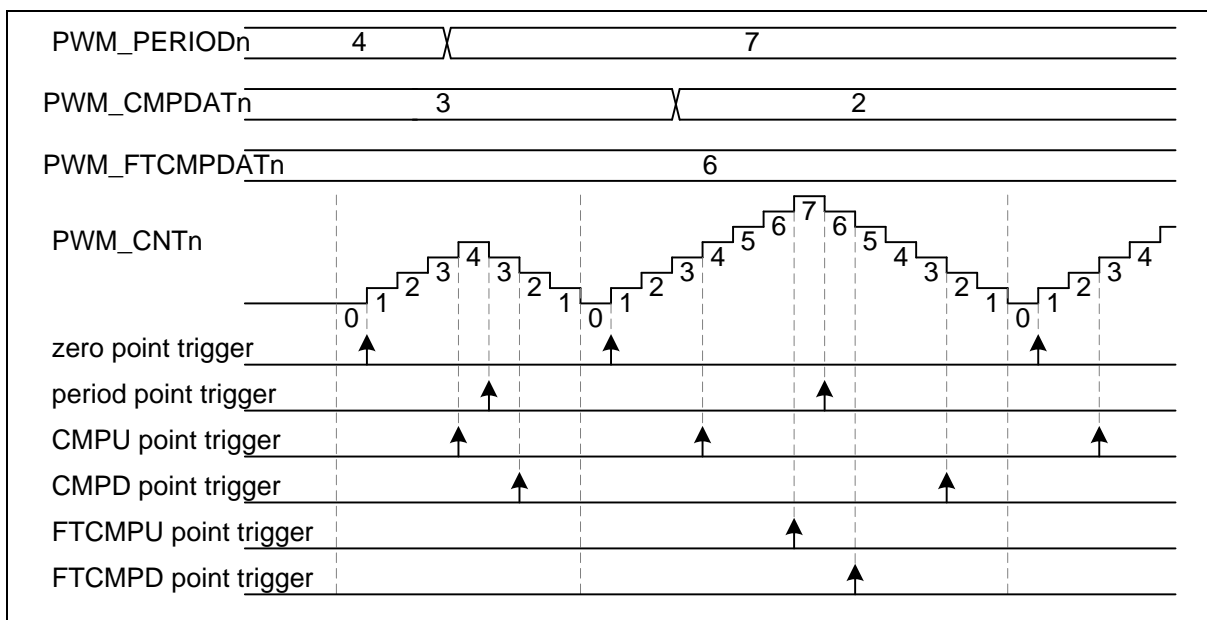 PWM_PERIODn 4 7
PWM_CMPDATn 3 2
PWM_FTCMPDATn 6
PWM_CNTn 0 1 2 3 4 3 2 1 0 1 2 3 4 5 6 7 6 5 4 3 2 1 0 1 2 3 4
zero point trigger
period point trigger
CMPU point trigger
CMPD point trigger
FTCMPU point trigger
FTCMPD point trigger